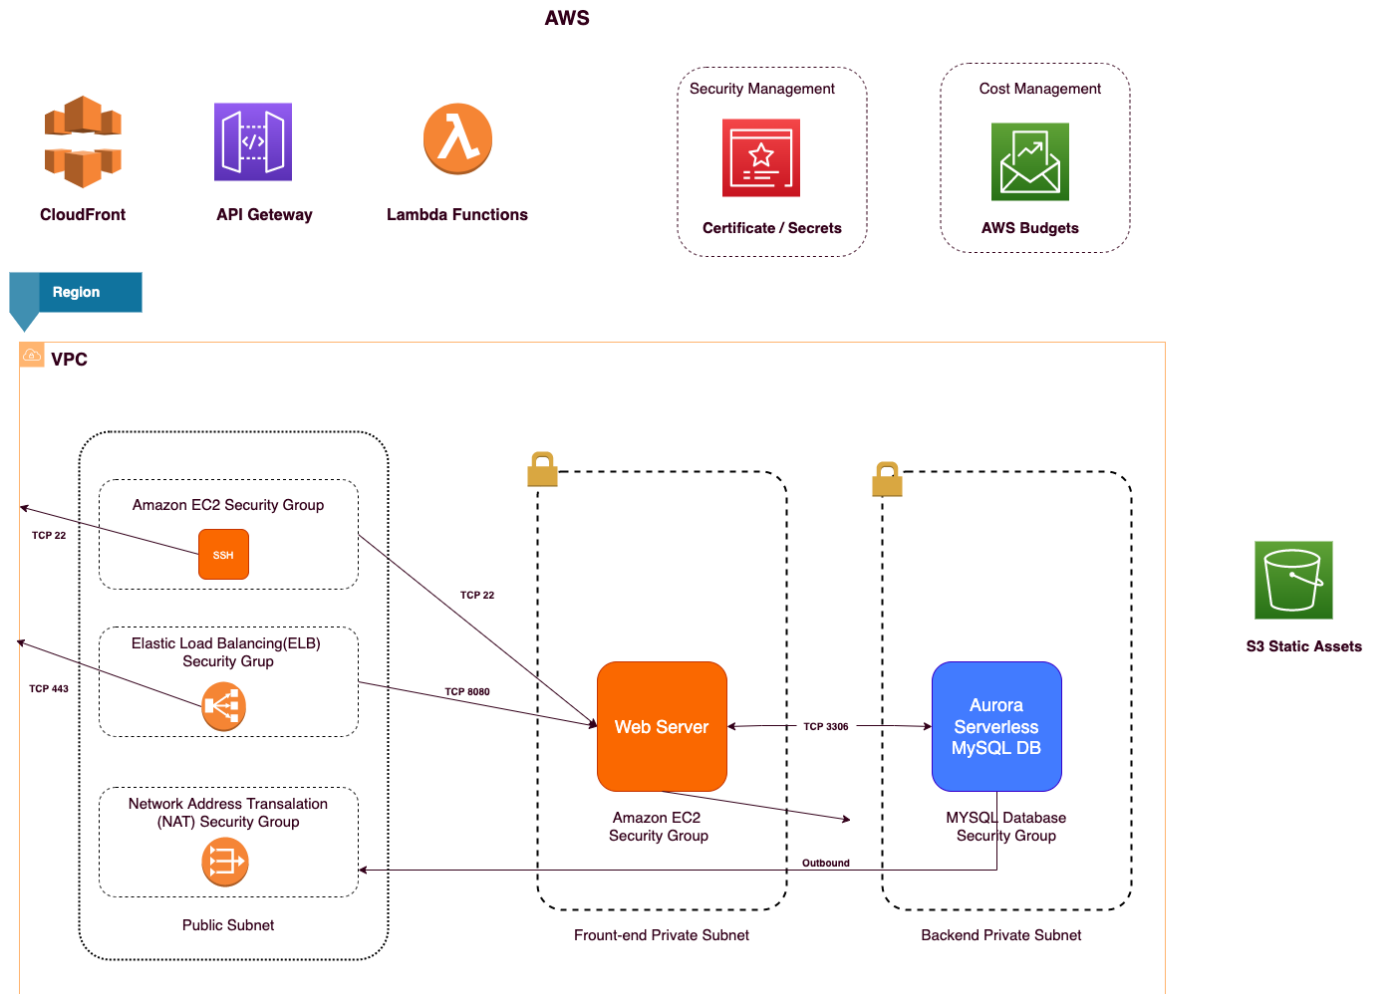 AWS
Security Management
Cost Management
CloudFront
API Geteway
Lambda Functions
Certificate / Secrets
AWS Budgets
Region
VPC
Amazon EC2 Security Group
SSH
TCP 22
TCP 22
Elastic Load Balancing(ELB)
Security Grup
TCP 443
TCP 8080
Web Server
TCP 3306
Aurora
Serverless
MySQL DB
S3 Static Assets
Network Address Transalation
(NAT) Security Group
Amazon EC2
Security Group
MYSQL Database
Security Group
Outbound
Public Subnet
Frount-end Private Subnet
Backend Private Subnet